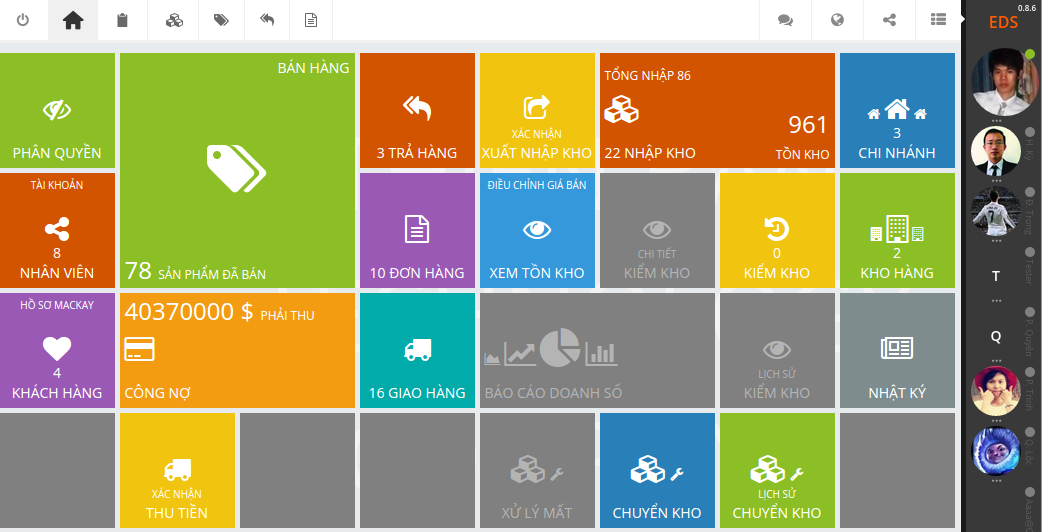 0.8.6
EDS
PHÂN QUYỀN
BÁN HÀNG
78 SẢN PHẨM ĐÃ BÁN
3 TRẢ HÀNG
XÁC NHẬN
XUẤT NHẬP KHO
TỔNG NHẬP 86
961
22 NHẬP KHO
TỒN KHO
3
CHI NHÁNH
TÀI KHOẢN
8
NHÂN VIÊN
10 ĐƠN HÀNG
ĐIỀU CHỈNH GIÁ BÁN
XEM TỒN KHO
CHI TIẾT
KIỂM KHO
0
KIỂM KHO
2
KHO HÀNG
HỒ SƠ MACKAY
4
KHÁCH HÀNG
40370000 $ PHẢI THU
CÔNG NỢ
16 GIAO HÀNG
BÁO CÁO DOANH SỐ
LỊCH SỬ
KIỂM KHO
NHẬT KÝ
XÁC NHẬN
THU TIỀN
XỬ LÝ MẤT
CHUYỂN KHO
LỊCH SỬ
CHUYỂN KHO
H. Kỳ
7
Đ. Trọng
T
Tester
Q
P. Quyên
P. Trinh
Q. Lộc